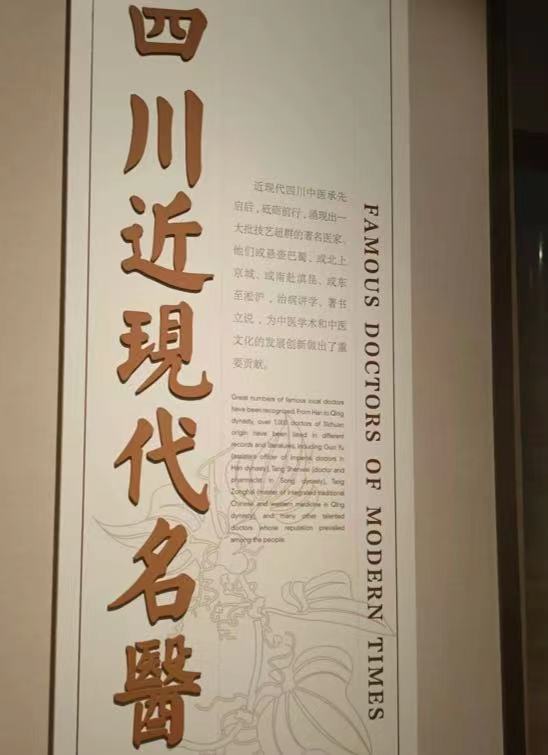 四川近現代名醫
近现代四川中医承先
启后，砥砺前行，涌现出一
大批技艺超群的著名医家。
他们或悬壶巴蜀、或北上
京城、或南赴滇昆、或东
至淞沪，治病讲学、著书
立说，为中医学术和中医
文化的发展创新做出了重
要贡献。
Great numbers of famous local doctors
have been recognized. From Han to Qing
dynasty, over 1,000 doctors of Sichuan
origin have been listed in different
records and literatures, including Guo Yu
(assistant officer of imperial doctors in
Han dynasty), Tang Shenwei (doctor and
pharmacist in Song dynasty), Tang
Zonghai (master of integrated traditional
Chinese and western medicine in Qing
dynasty), and many other talented
doctors whose reputation prevailed
among the people.
FAMOUS DOCTORS OF MODERN TIMES